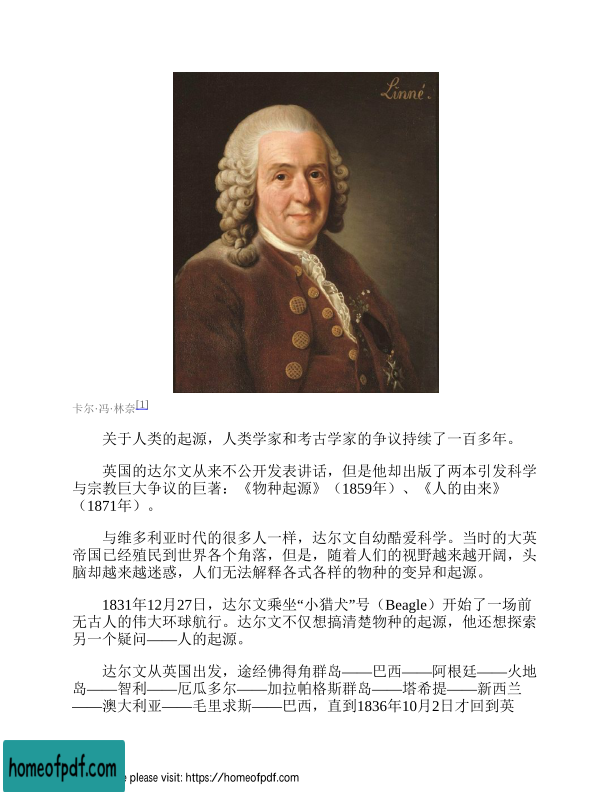 Linné.
卡尔·冯·林奈[1]
关于人类的起源，人类学家和考古学家的争议持续了一百多年。
英国的达尔文从来不公开发表讲话，但是他却出版了两本引发科学
与宗教巨大争议的巨著：《物种起源》（1859年）、《人的由来》
（1871年）。
与维多利亚时代的很多人一样，达尔文自幼酷爱科学。当时的大英
帝国已经殖民到世界各个角落，但是，随着人们的视野越来越开阔，头
脑却越来越迷惑，人们无法解释各式各样的物种的变异和起源。
1831年12月27日，达尔文乘坐“小猎犬”号（Beagle）开始了一场前
无古人的伟大环球航行。达尔文不仅想搞清楚物种的起源，他还想探索
另一个疑问——人的起源。
达尔文从英国出发，途经佛得角群岛——巴西——阿根廷——火地
岛——智利——厄瓜多尔——加拉帕格斯群岛——塔希提——新西兰
——澳大利亚——毛里求斯——巴西，直到1836年10月2日才回到英
homeofpdf.com
e please visit: https://homeofpdf.com